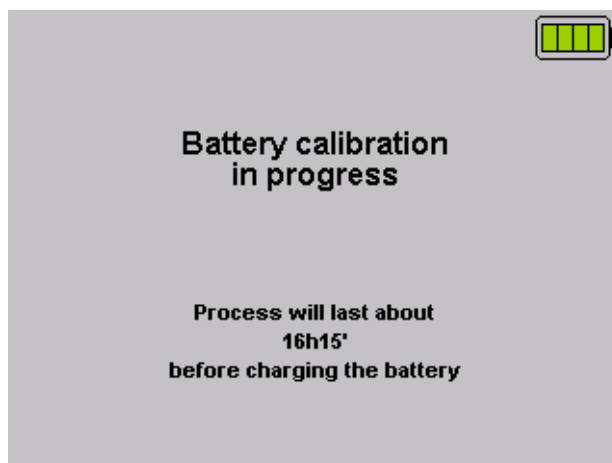 Battery calibration
in progress
Process will last about
16h15'
before charging the battery